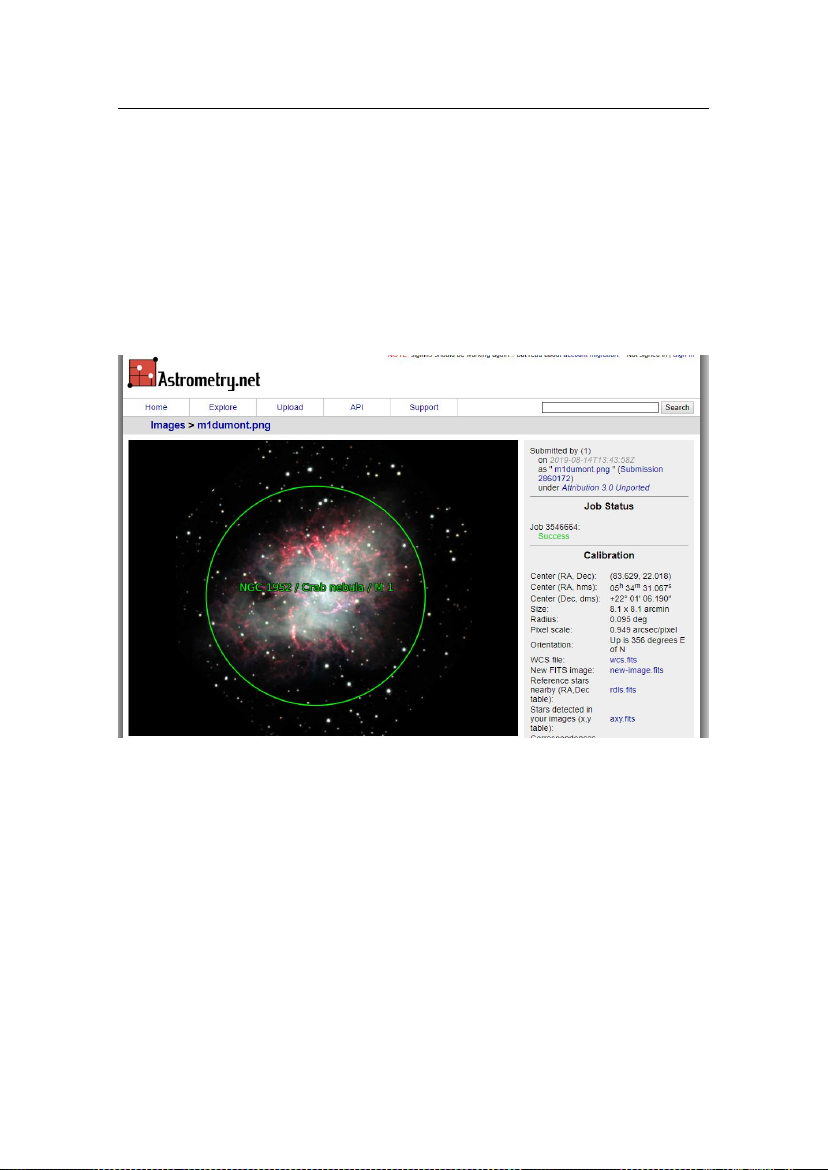 NOTE: signins should be working again... but read about account migration    Not signed in | Sign in
Astrometry.net
Home Explore Upload API Support Search
Images > m1dumont.png
Submitted by (1)
on 2019-08-14T13:43:58Z
as " m1dumont.png " (Submission
2860172)
under Attribution 3.0 Unported
Job Status
Job 3546664:
Success
Calibration
Center (RA, Dec): (83.629, 22.018)
Center (RA, hms): 05h 34m 31.067s
Center (Dec, dms): +22° 01' 06.190"
Size: 8.1 x 8.1 arcmin
Radius: 0.095 deg
Pixel scale: 0.949 arcsec/pixel
Orientation: Up is 356 degrees E
of N
WCS file: wcs.fits
New FITS image: new-image.fits
Reference stars
nearby (RA,Dec rdls.fits
table):
Stars detected in
your images (x,y axy.fits
table):
Correspondences
NGC 1952 / Crab nebula / M 1